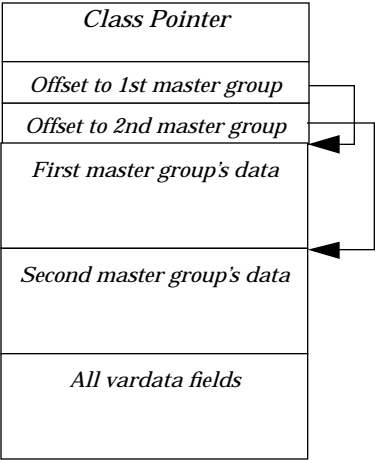 Class Pointer
Offset to 1st master group
Offset to 2nd master group
First master group's data
Second master group's data
All vardata fields